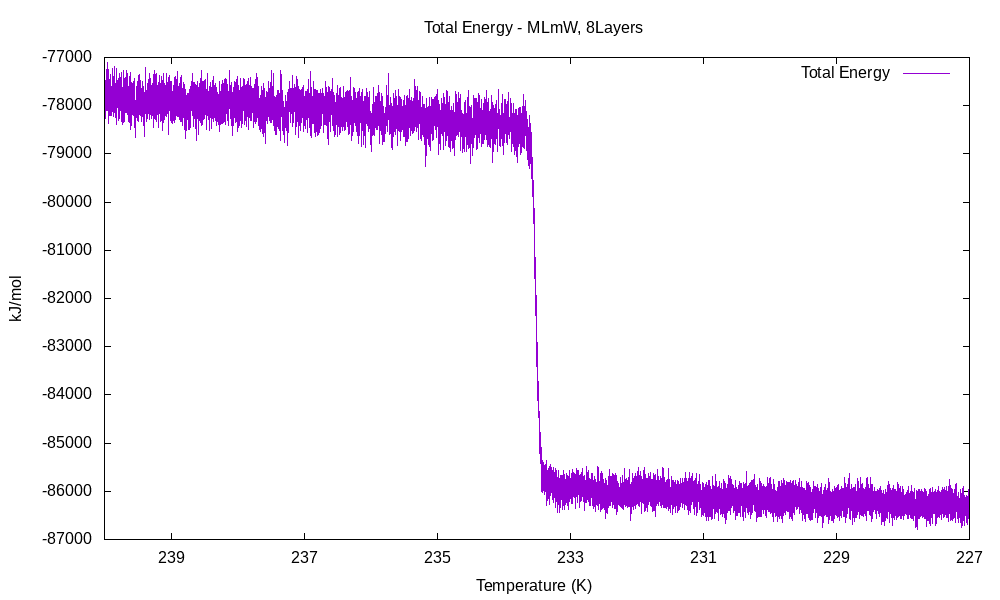 Total Energy - MLmW, 8Layers
Total Energy
-77000
-78000
-79000
-80000
-81000
-82000
-83000
-84000
-85000
-86000
-87000
kJ/mol
239 237 235 233 231 229 227
Temperature (K)